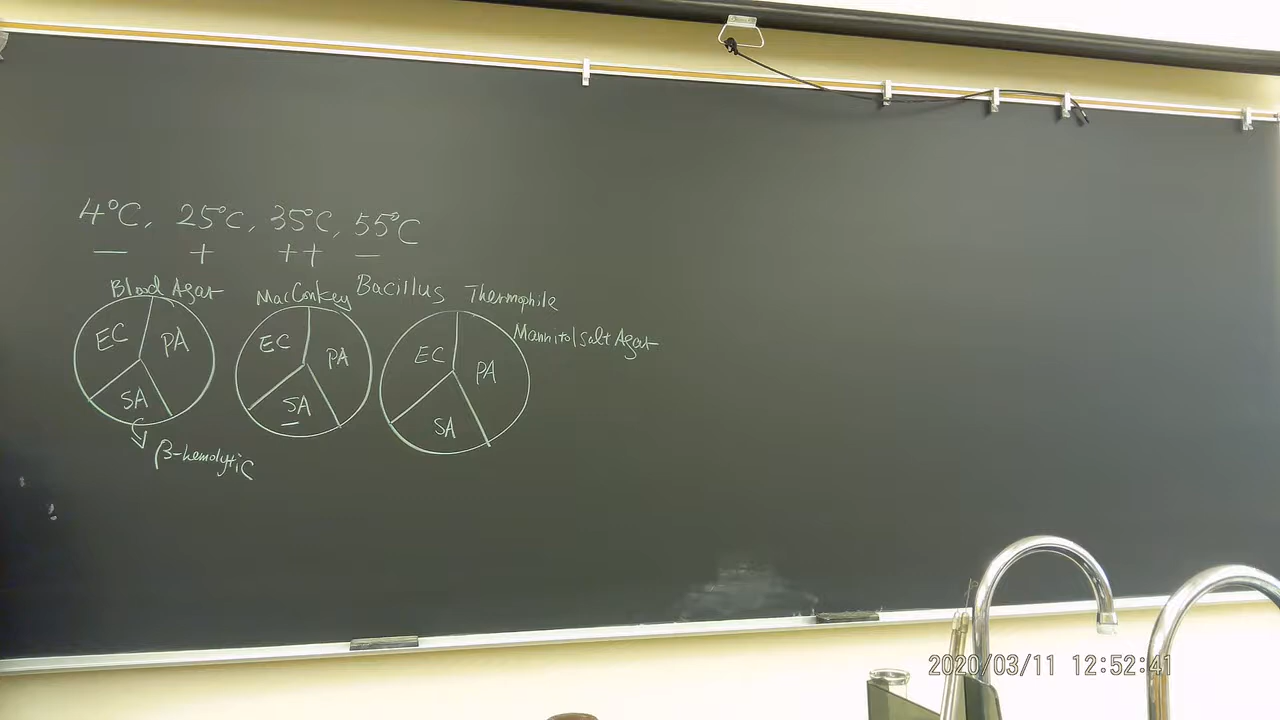 4°C, 25°C, 35°C, 55°C
— + ++ —
Bacillus Thermophile
Blood Agar
EC PA
SA
β-hemolytic
MacConkey
EC PA
SA
Mannitol salt Agar
EC PA
SA
2020/03/11 12:52:41